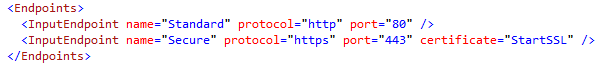 <Endpoints>
  <InputEndpoint name="Standard" protocol="http" port="80" />
  <InputEndpoint name="Secure" protocol="https" port="443" certificate="StartSSL" />
</Endpoints>